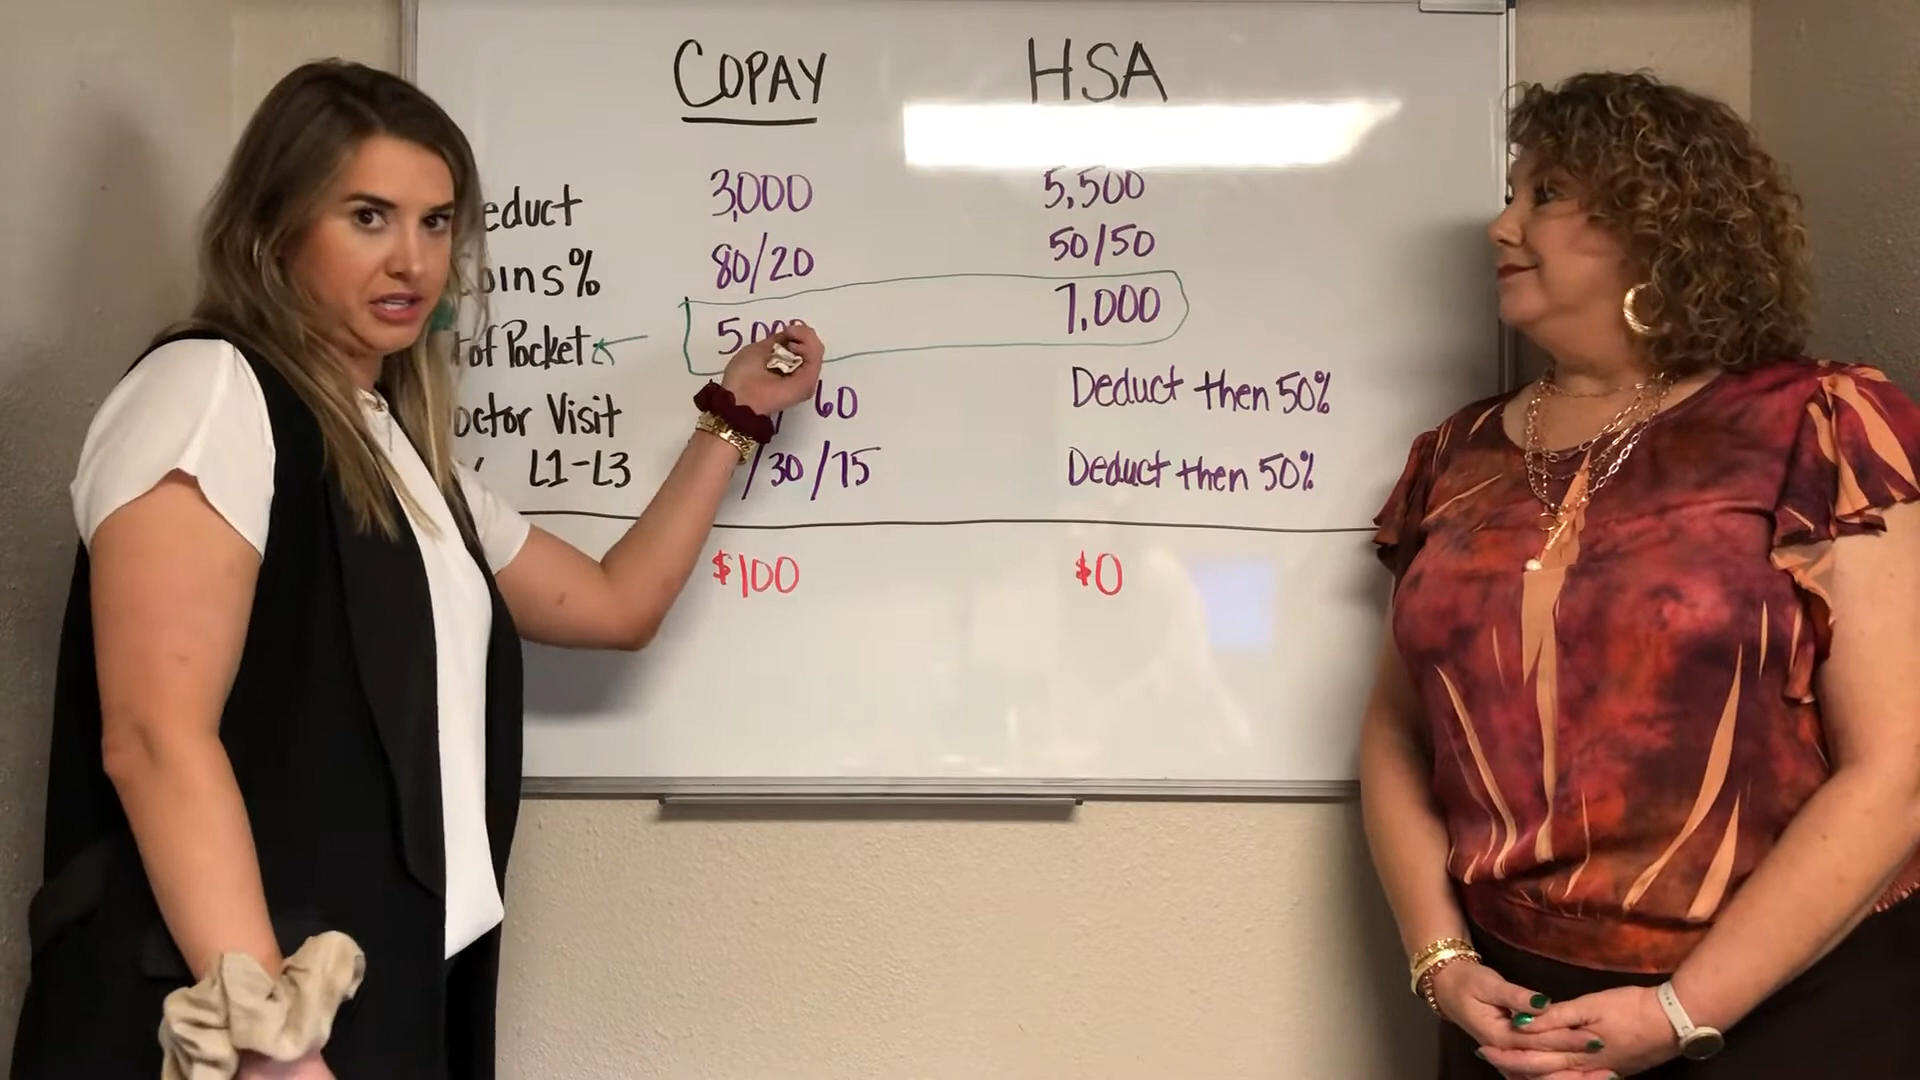 COPAY HSA
educt 3,000 5,500
oins% 80/20 50/50
of Pocket 7,000
octor Visit 60 Deduct then 50%
L1-L3 /30/75 Deduct then 50%
$100 $0